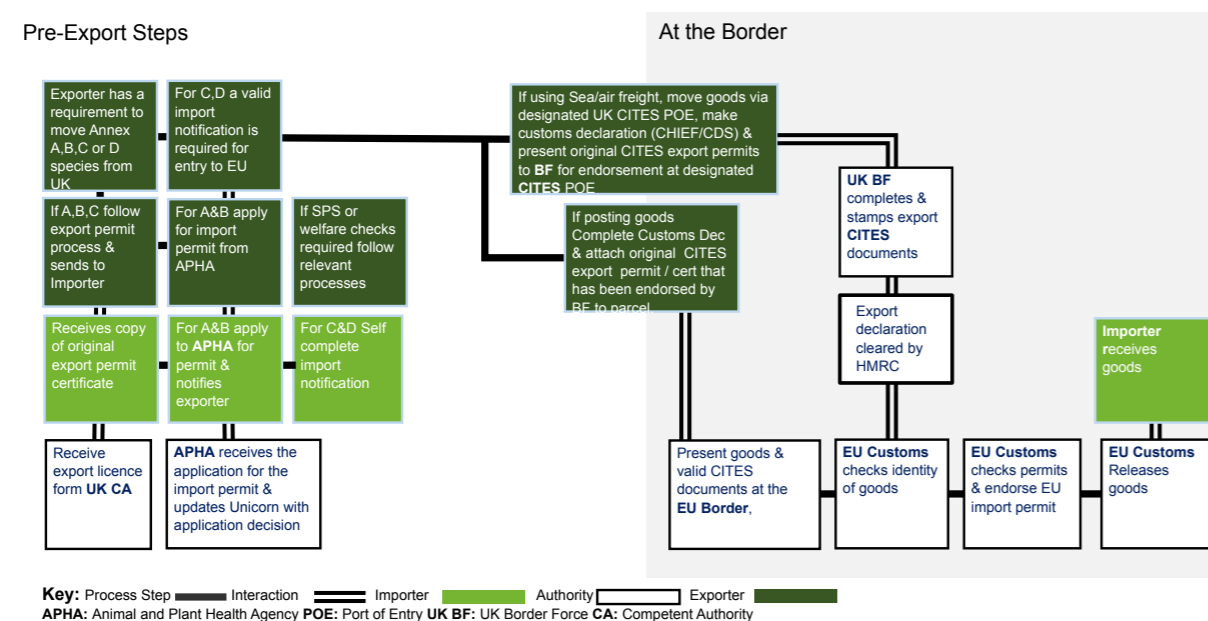 Pre-Export Steps
At the Border
Exporter has a
requirement to
move Annex
A,B,C or D
species from
UK
For C,D a valid
import
notification is
required for
entry to EU
If using Sea/air freight, move goods via
designated UK CITES POE, make
customs declaration (CHIEF/CDS) &
present original CITES export permits
to BF for endorsement at designated
CITES POE
If A,B,C follow
export permit
process &
sends to
Importer
For A&B apply
for import
permit from
APHA
If SPS or
welfare checks
required follow
relevant
processes
If posting goods
Complete Customs Dec
& attach original CITES
export permit / cert that
has been endorsed by
BF to parcel.
UK BF
completes &
stamps export
CITES
documents
Receives copy
of original
export permit
certificate
For A&B apply
to APHA for
permit &
notifies
exporter
For C&D Self
complete
import
notification
Export
declaration
cleared by
HMRC
Importer
receives
goods
Receive
export licence
form UK CA
APHA receives the
application for the
import permit &
updates Unicorn with
application decision
Present goods &
valid CITES
documents at the
EU Border,
EU Customs
checks identity
of goods
EU Customs
checks permits
& endorse EU
import permit
EU Customs
Releases
goods
Key: Process Step Interaction Importer Authority Exporter
APHA: Animal and Plant Health Agency POE: Port of Entry UK BF: UK Border Force CA: Competent Authority